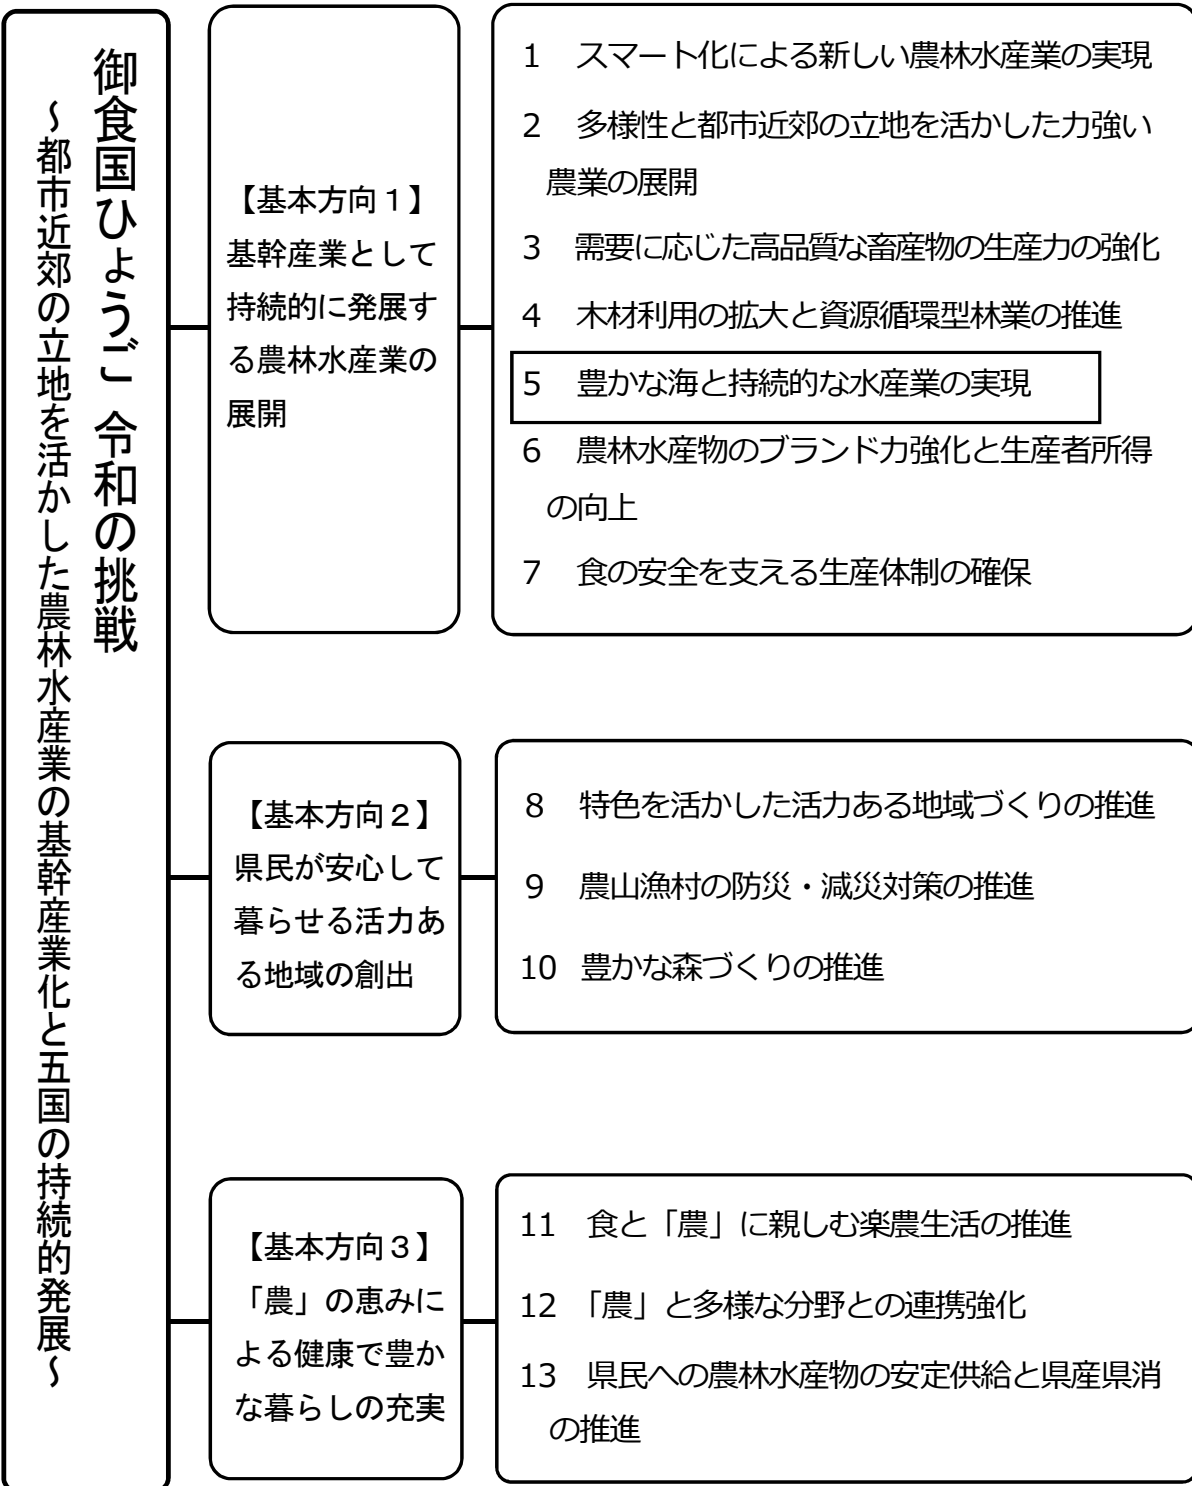 御食国ひょうご 令和の挑戦
～都市近郊の立地を活かした農林水産業の基幹産業化と五国の持続的発展～
【基本方向１】
基幹産業として
持続的に発展す
る農林水産業の
展開
1 スマート化による新しい農林水産業の実現
2 多様性と都市近郊の立地を活かした力強い
農業の展開
3 需要に応じた高品質な畜産物の生産力の強化
4 木材利用の拡大と資源循環型林業の推進
5 豊かな海と持続的な水産業の実現
6 農林水産物のブランド力強化と生産者所得
の向上
7 食の安全を支える生産体制の確保
【基本方向２】
県民が安心して
暮らせる活力あ
る地域の創出
8 特色を活かした活力ある地域づくりの推進
9 農山漁村の防災・減災対策の推進
10 豊かな森づくりの推進
【基本方向３】
「農」の恵みに
よる健康で豊か
な暮らしの充実
11 食と「農」に親しむ楽農生活の推進
12 「農」と多様な分野との連携強化
13 県民への農林水産物の安定供給と県産県消
の推進